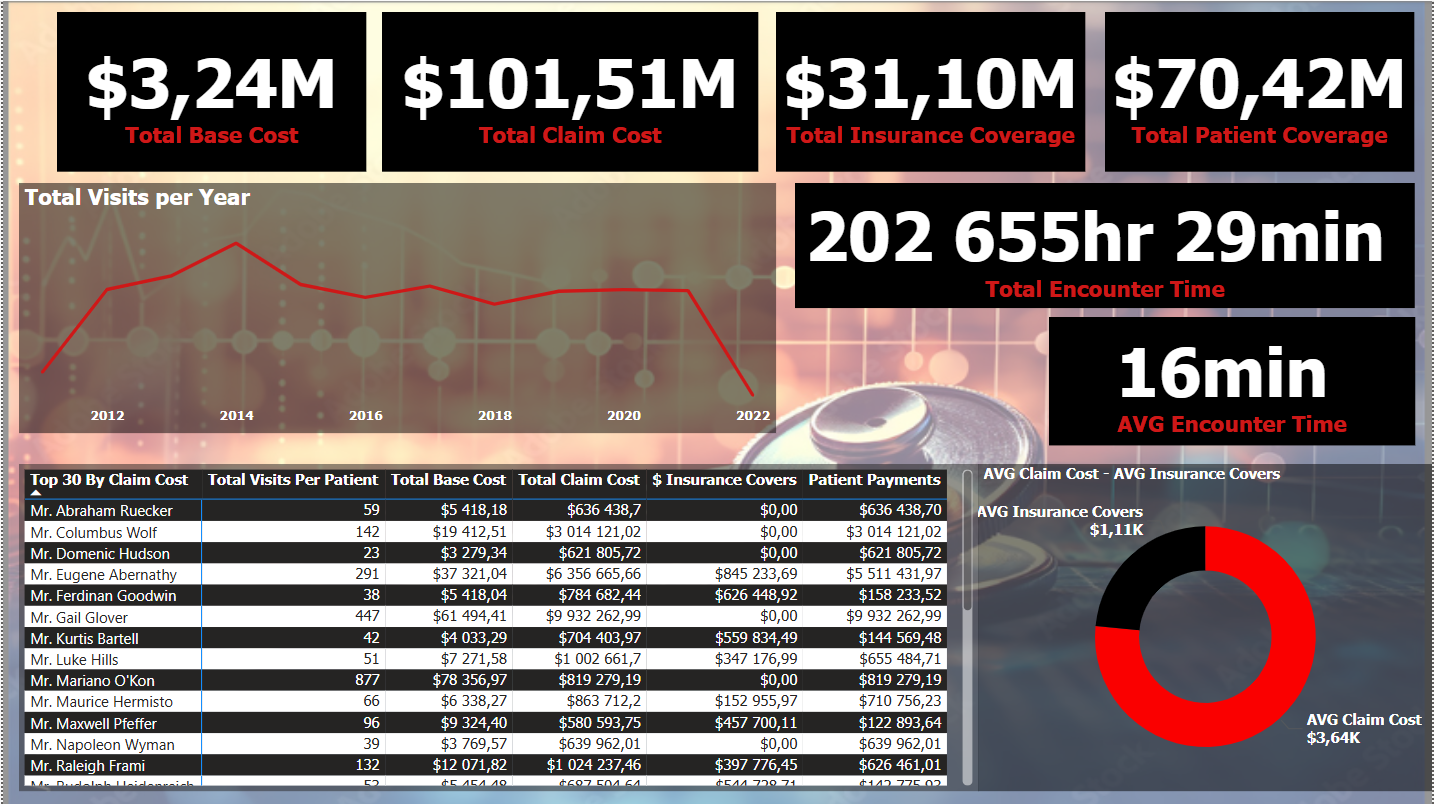 $3,24M
Total Base Cost
$101,51M
Total Claim Cost
$31,10M
Total Insurance Coverage
$70,42M
Total Patient Coverage
Total Visits per Year
2012 2014 2016 2018 2020 2022
202 655hr 29min
Total Encounter Time
16min
AVG Encounter Time
Top 30 By Claim Cost Total Visits Per Patient Total Base Cost Total Claim Cost $ Insurance Covers Patient Payments
Mr. Abraham Ruecker 59 $5 418,18 $636 438,7 $0,00 $636 438,70
Mr. Columbus Wolf 142 $19 412,51 $3 014 121,02 $0,00 $3 014 121,02
Mr. Domenic Hudson 23 $3 279,34 $621 805,72 $0,00 $621 805,72
Mr. Eugene Abernathy 291 $37 321,04 $6 356 665,66 $845 233,69 $5 511 431,97
Mr. Ferdinan Goodwin 38 $5 418,04 $784 682,44 $626 448,92 $158 233,52
Mr. Gail Glover 447 $61 494,41 $9 932 262,99 $0,00 $9 932 262,99
Mr. Kurtis Bartell 42 $4 033,29 $704 403,97 $559 834,49 $144 569,48
Mr. Luke Hills 51 $7 271,58 $1 002 661,7 $347 176,99 $655 484,71
Mr. Mariano O'Kon 877 $78 356,97 $819 279,19 $0,00 $819 279,19
Mr. Maurice Hermisto 66 $6 338,27 $863 712,2 $152 955,97 $710 756,23
Mr. Maxwell Pfeffer 96 $9 324,40 $580 593,75 $457 700,11 $122 893,64
Mr. Napoleon Wyman 39 $3 769,57 $639 962,01 $0,00 $639 962,01
Mr. Raleigh Frami 132 $12 071,82 $1 024 237,46 $397 776,45 $626 461,01
AVG Claim Cost - AVG Insurance Covers
AVG Insurance Covers
$1,11K
AVG Claim Cost
$3,64K